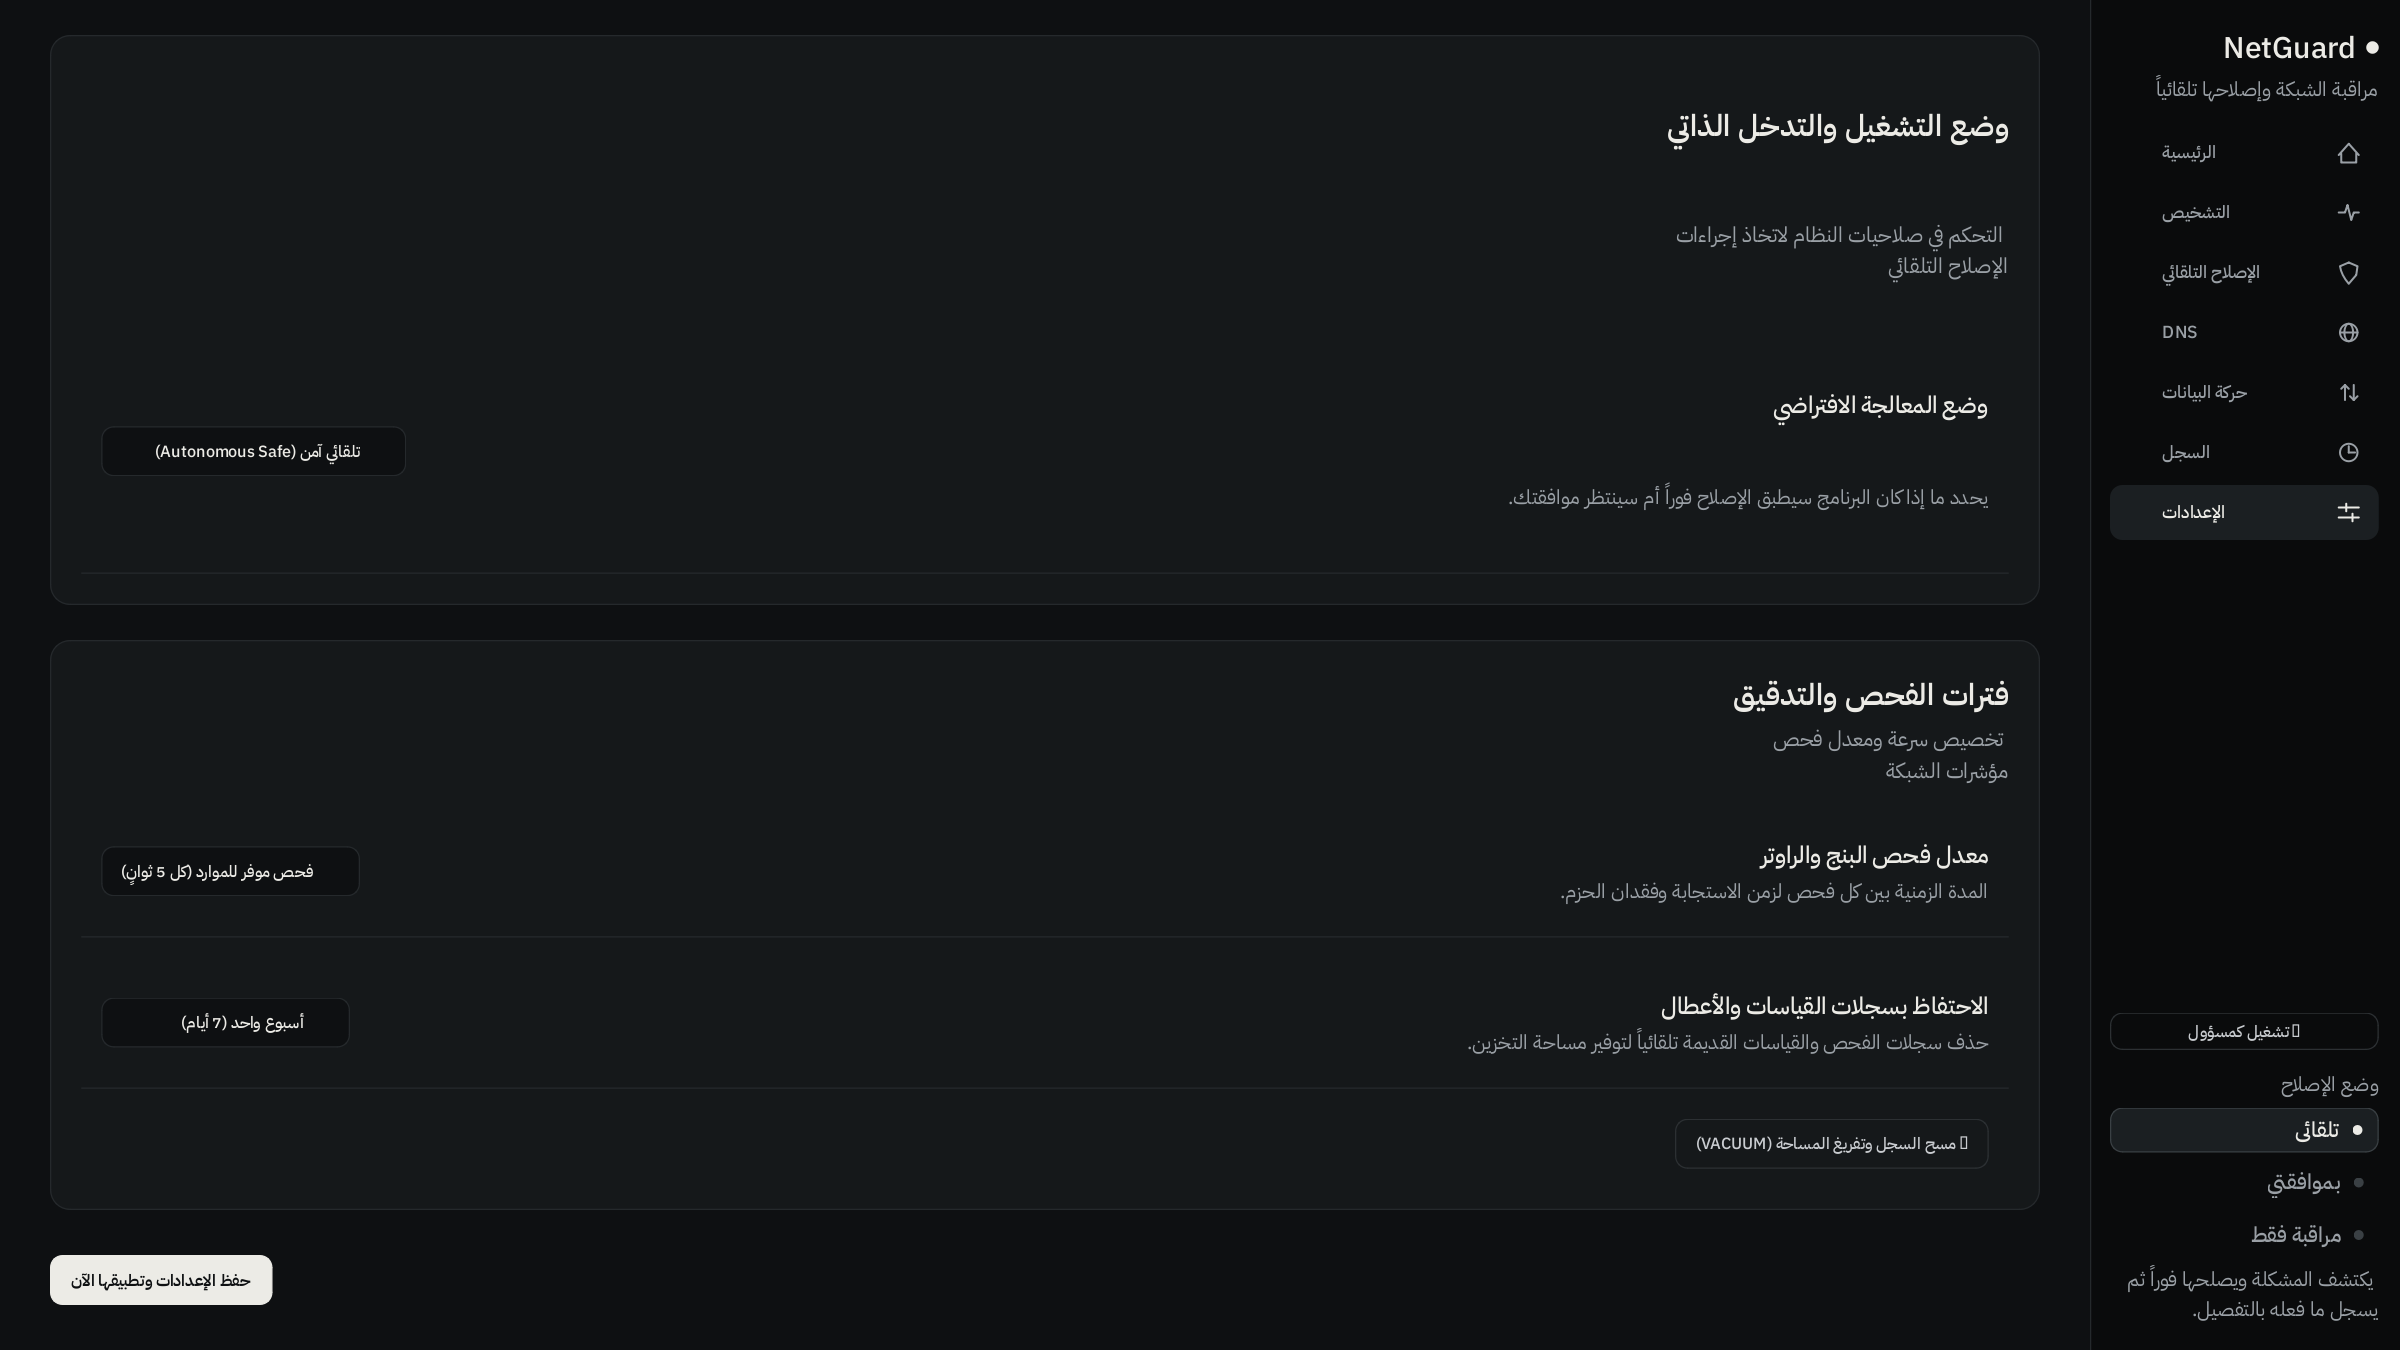 NetGuard
مراقبة الشبكة وإصلاحها تلقائياً
الرئيسية
التشخيص
الإصلاح التلقائي
DNS
حركة البيانات
السجل
الإعدادات
تشغيل كمسؤول
وضع الإصلاح
تلقائي
بموافقتي
مراقبة فقط
يكتشف المشكلة ويصلحها فوراً ثم
يسجل ما فعله بالتفصيل.
وضع التشغيل والتدخل الذاتي
التحكم في صلاحيات النظام لاتخاذ إجراءات
الإصلاح التلقائي
وضع المعالجة الافتراضي
تلقائي آمن (Autonomous Safe)
يحدد ما إذا كان البرنامج سيطبق الإصلاح فوراً أم سينتظر موافقتك.
فترات الفحص والتدقيق
تخصيص سرعة ومعدل فحص
مؤشرات الشبكة
معدل فحص البنج والراوتر
المدة الزمنية بين كل فحص لزمن الاستجابة وفقدان الحزم.
فحص موفر للموارد (كل 5 ثوانٍ)
الاحتفاظ بسجلات القياسات والأعطال
حذف سجلات الفحص والقياسات القديمة تلقائياً لتوفير مساحة التخزين.
أسبوع واحد (7 أيام)
مسح السجل وتفريغ المساحة (VACUUM)
حفظ الإعدادات وتطبيقها الآن